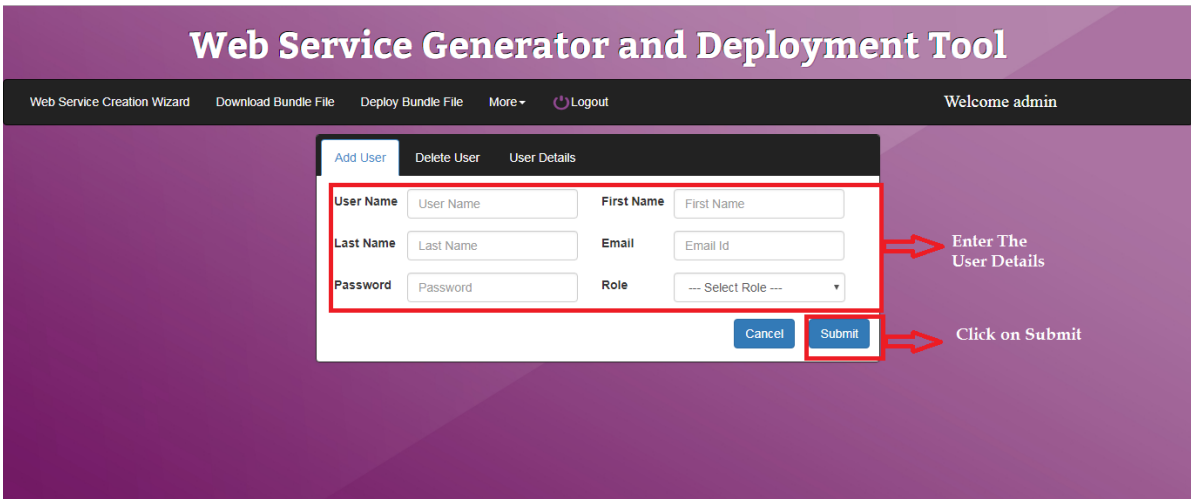 Web Service Generator and Deployment Tool
Web Service Creation Wizard Download Bundle File Deploy Bundle File More Logout Welcome admin
Add User Delete User User Details
User Name User Name First Name First Name
Last Name Last Name Email Email Id
Password Password Role --- Select Role ---
Enter The
User Details
Cancel Submit
Click on Submit